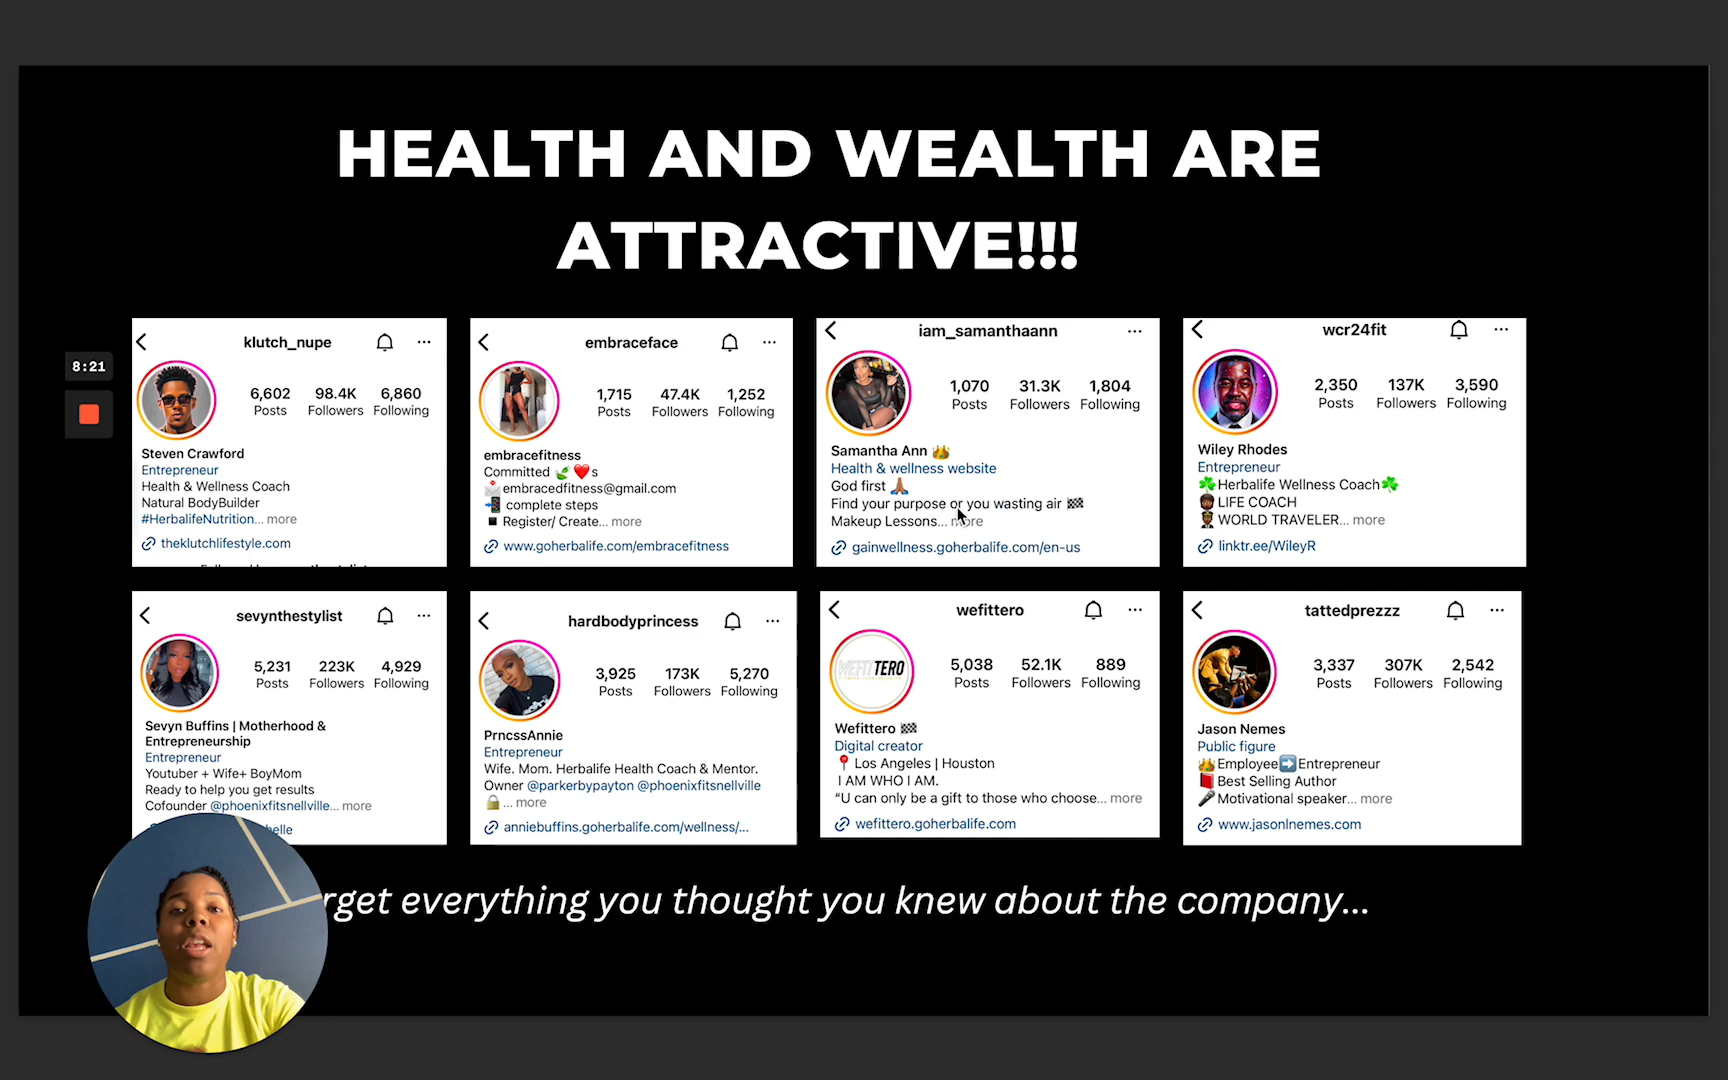 HEALTH AND WEALTH ARE
ATTRACTIVE!!!
8:21
klutch_nupe
6,602 98.4K 6,860
Posts Followers Following
Steven Crawford
Entrepreneur
Health & Wellness Coach
Natural BodyBuilder
#HerbalifeNutrition... more
theklutchlifestyle.com
embraceface
1,715 47.4K 1,252
Posts Followers Following
embracefitness
Committed 🌿❤️s
📩embracedfitness@gmail.com
📲 complete steps
▪️ Register/ Create... more
www.goherbalife.com/embracefitness
iam_samanthaann
1,070 31.3K 1,804
Posts Followers Following
Samantha Ann 👑
Health & wellness website
God first 🙏🏾
Find your purpose or you wasting air 🏁
Makeup Lessons... more
gainwellness.goherbalife.com/en-us
wcr24fit
2,350 137K 3,590
Posts Followers Following
Wiley Rhodes
Entrepreneur
☘️Herbalife Wellness Coach☘️
LIFE COACH
WORLD TRAVELER... more
linktr.ee/WileyR
sevynthestylist
5,231 223K 4,929
Posts Followers Following
Sevyn Buffins | Motherhood &
Entrepreneurship
Entrepreneur
Youtuber + Wife+ BoyMom
Ready to help you get results
Cofounder @phoenixfitsnellville... more
helle
hardbodyprincess
3,925 173K 5,270
Posts Followers Following
PrncssAnnie
Entrepreneur
Wife. Mom. Herbalife Health Coach & Mentor.
Owner @parkerbypayton @phoenixfitsnellville
🔒... more
anniebuffins.goherbalife.com/wellness/...
wefittero
WEFITTERO
5,038 52.1K 889
Posts Followers Following
Wefittero 🏁
Digital creator
📍Los Angeles | Houston
I AM WHO I AM.
“U can only be a gift to those who choose... more
wefittero.goherbalife.com
tattedprezzz
3,337 307K 2,542
Posts Followers Following
Jason Nemes
Public figure
👑Employee➡️Entrepreneur
📕Best Selling Author
🎤Motivational speaker... more
www.jasonlnemes.com
rget everything you thought you knew about the company...